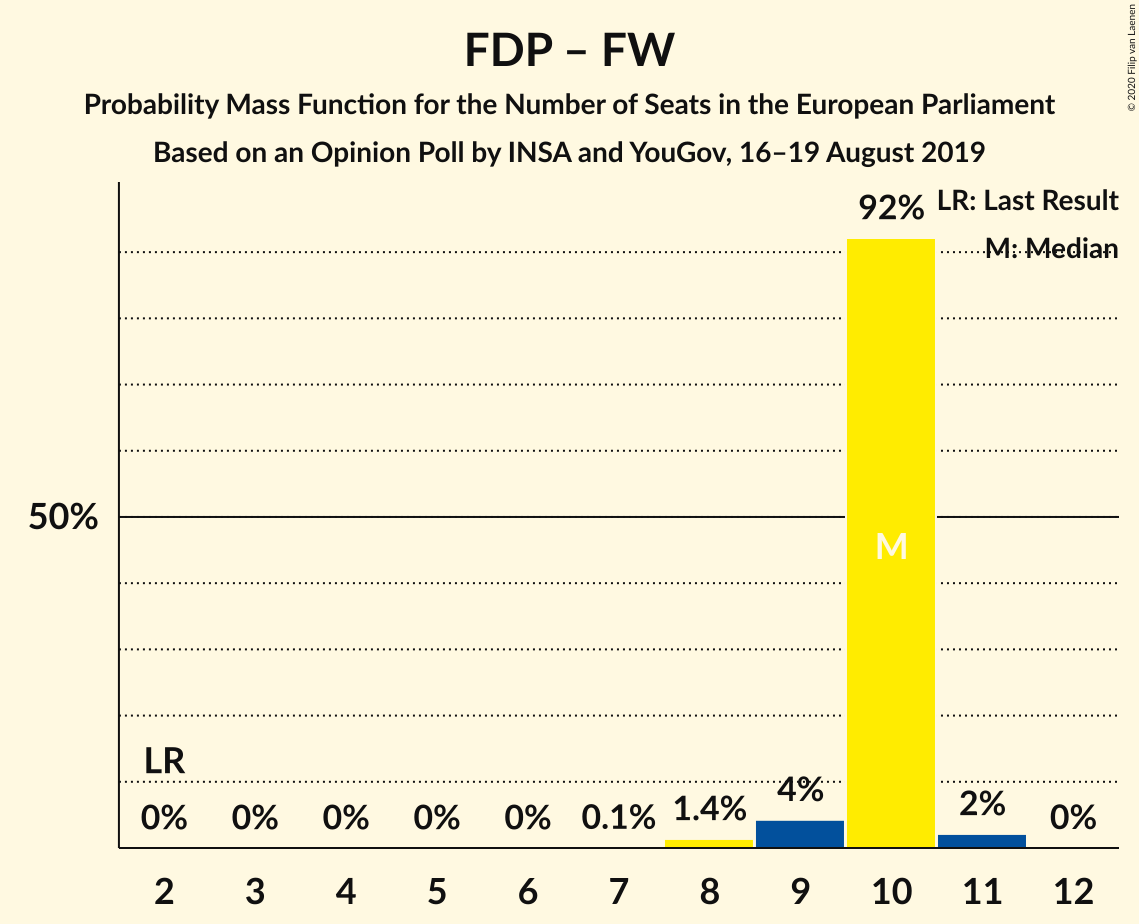 FDP – FW
Probability Mass Function for the Number of Seats in the European Parliament
Based on an Opinion Poll by INSA and YouGov, 16–19 August 2019
© 2020 Filip van Laenen
LR: Last Result
M: Median
92%
50%
M
LR
0% 0% 0% 0% 0% 0.1% 1.4% 4% 2% 0%
2 3 4 5 6 7 8 9 10 11 12